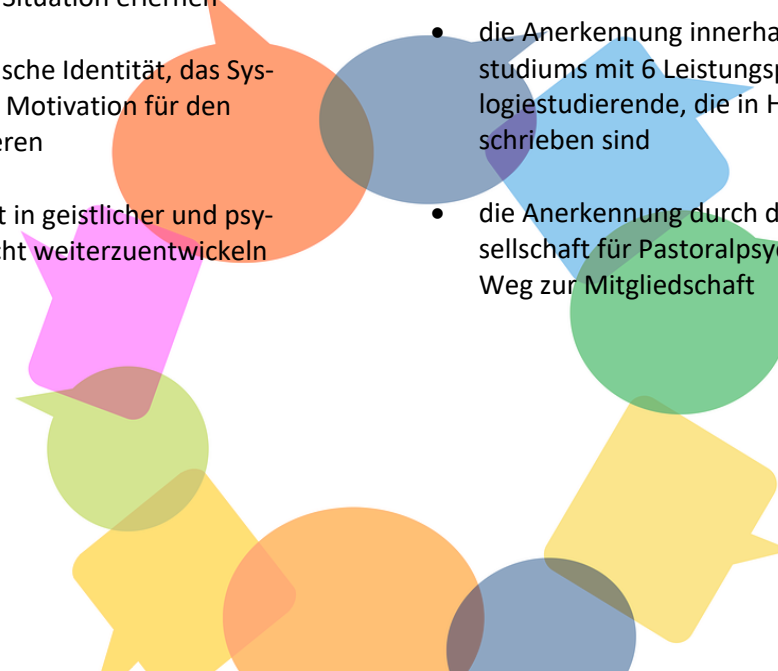 Situation erlernen
sche Identität, das Sys-
Motivation für den
eren
t in geistlicher und psy-
cht weiterzuentwickeln
• die Anerkennung innerha
studiums mit 6 Leistungsp
logiestudierende, die in H
schrieben sind
• die Anerkennung durch d
sellschaft für Pastoralpsyc
Weg zur Mitgliedschaft